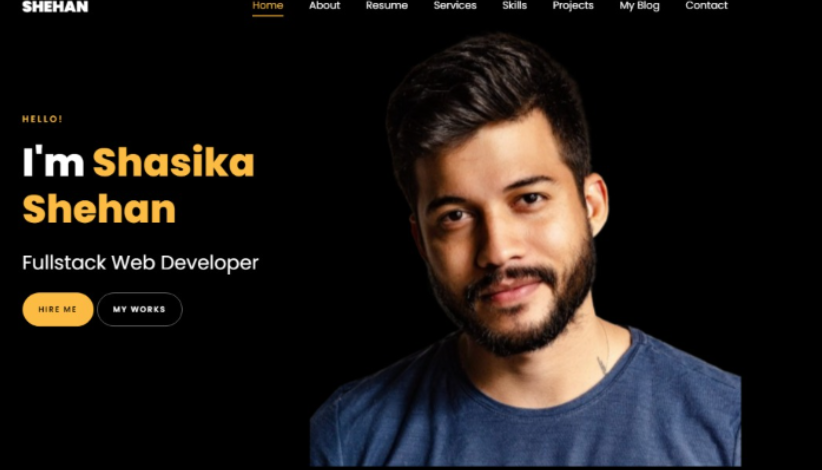 SHEHAN
Home About Resume Services Skills Projects My Blog Contact
HELLO!
I'm Shasika
Shehan
Fullstack Web Developer
HIRE ME MY WORKS